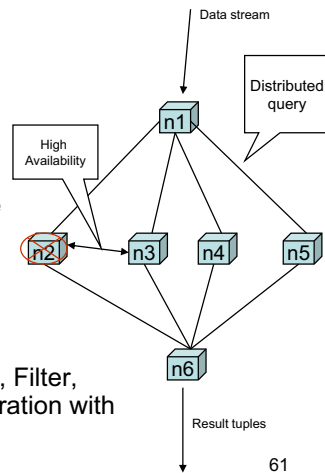 Data stream
n1
Distributed
query
High
Availability
n2
n3
n4
n5
n6
, Filter,
ration with
Result tuples
61